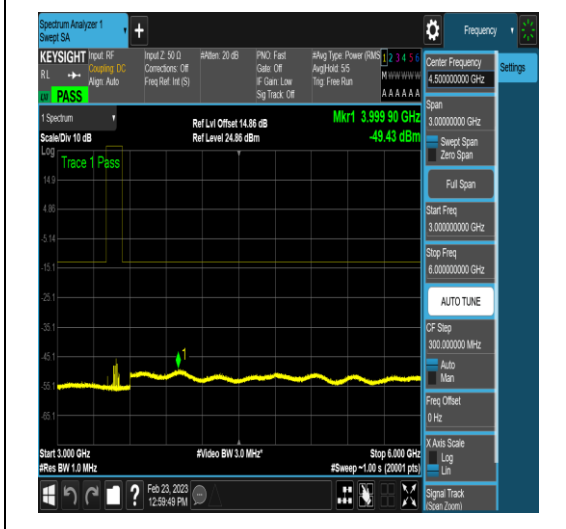 Spectrum Analyzer 1
Swept SA
+
Frequency
KEYSIGHT
Input: RF
Coupling: DC
Align: Auto
Input Z: 50 Ω
Corrections: Off
Freq Ref: Int (S)
#Atten: 20 dB
PNO: Fast
Gate: Off
IF Gain: Low
Sig Track: Off
#Avg Type: Power (RMS)
Avg|Hold: 5/5
Trig: Free Run
1 2 3 4 5 6
M W W W W W
A A A A A A
RL
PASS
1 Spectrum
Scale/Div 10 dB
Ref Lvl Offset 14.86 dB
Ref Level 24.86 dBm
Mkr1 3.999 90 GHz
-49.43 dBm
Log
Trace 1 Pass
14.9
4.86
-5.14
-15.1
-25.1
-35.1
-45.1
-55.1
-65.1
1
Start 3.000 GHz
#Res BW 1.0 MHz
#Video BW 3.0 MHz*
Stop 6.000 GHz
#Sweep ~1.00 s (20001 pts)
Feb 23, 2023
12:59:49 PM
?
Center Frequency
4.500000000 GHz
Settings
Span
3.00000000 GHz
Swept Span
Zero Span
Full Span
Start Freq
3.000000000 GHz
Stop Freq
6.000000000 GHz
AUTO TUNE
CF Step
300.000000 MHz
Auto
Man
Freq Offset
0 Hz
X Axis Scale
Log
Lin
Signal Track
(Span Zoom)